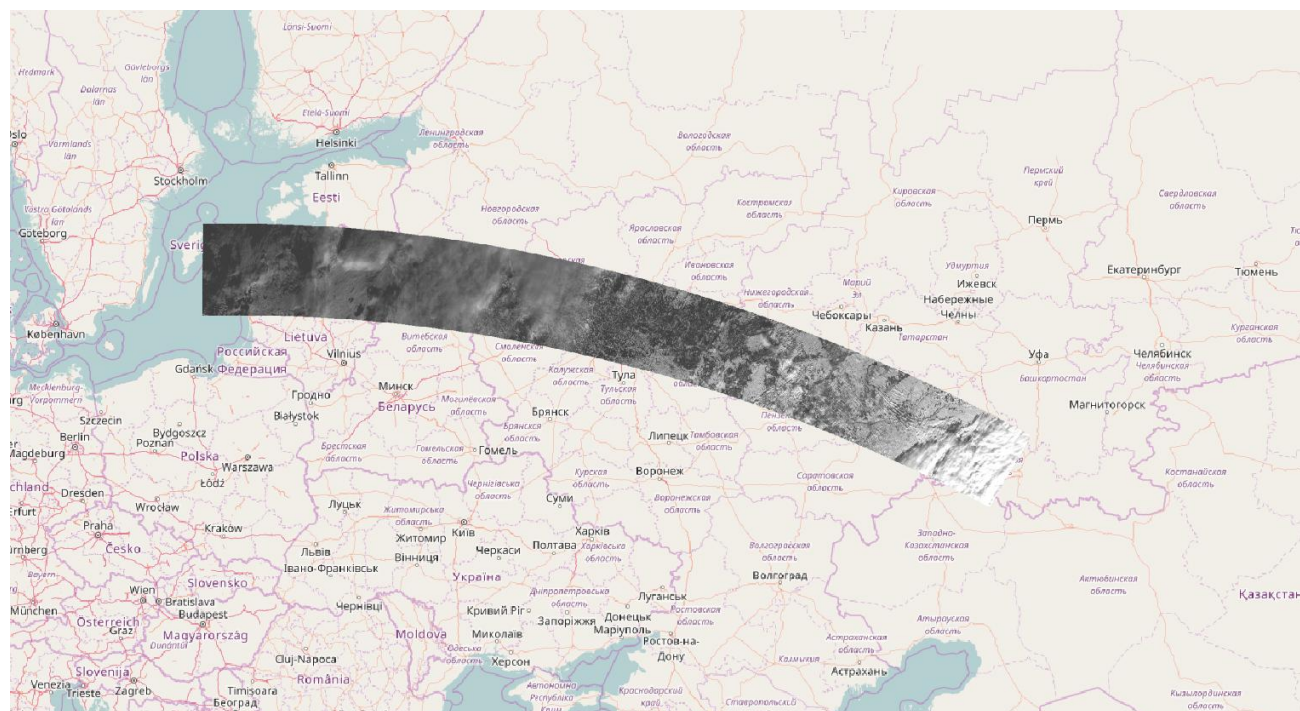 Länsi-Suomi
Hedmark
Gävleborgs
län
Dalarnas
län
Etelä-Suomi
Helsinki
Ленинградская
область
Вологодская
область
Oslo
Värmlands
län
Stockholm
Tallinn
Eesti
Кировская
область
Пермский
край
Свердловская
область
Västra Götalands
län
Göteborg
Новгородская
область
Костромская
область
Ярославская
область
Пермь
Sverige
Ивановская
область
Удмуртия
Ижевск
Екатеринбург
Тюмень
Нижегородская
область
Марий
Эл
Набережные
Челны
Чебоксары
Казань
Татарстан
Курганская
область
København
Lietuva
Vilnius
Витебская
область
Смоленская
область
Российская
Федерация
Gdańsk
Калужская
область
Тула
Тульская
область
Уфа
Башкортостан
Челябинск
Челябинская
область
Магнитогорск
Mecklenburg-
Vorpommern
Szczecin
Гродно
Białystok
Минск
Беларусь
Могилёвская
область
Брянск
Брянская
область
Berlin
Magdeburg
Bydgoszcz
Poznań
Polska
Warszawa
Łódź
Брестская
область
Гомельская
область
Гомель
Липецк
Тамбовская
область
Воронеж
Саратовская
область
Костанайская
область
Dresden
Wrocław
Erfurt
Луцьк
Чернігівська
область
Курская
область
Суми
Воронежская
область
Praha
Česko
Kraków
Житомирська
область
Житомир
Київ
Львів
Вінниця
Черкаси
Полтава
Харків
Харківська
область
Івано-Франківськ
Волгоградская
область
Волгоград
Западно-
Казахстанская
область
Актюбинская
область
Қазақстан
Nürnberg
Bayern
Slovensko
Wien
Bratislava
Budapest
München
Österreich
Graz
Magyarország
Dunántúl
Україна
Чернівці
Дніпропетровська
область
Кривий Ріг
Запоріжжя
Луганськ
Донецьк
Маріуполь
Ростовская
область
Ростов-на-
Дону
Атырауская
область
Moldova
Миколаїв
Херсон
Одеська
область
Slovenija
Cluj-Napoca
România
Астраханская
область
Астрахань
Калмыкия
Venezia
Trieste
Zagreb
Timișoara
Београд
Автономна
Республіка
Крим
Краснодарский
край
Ставропольский
Кызылординская
область